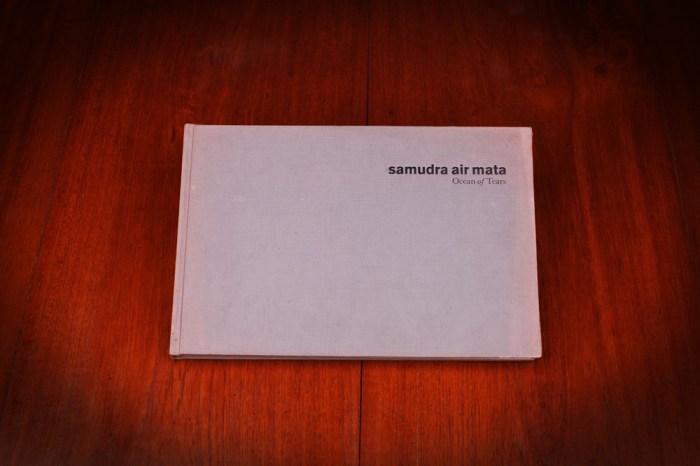 samudra air mata
Ocean of Tears